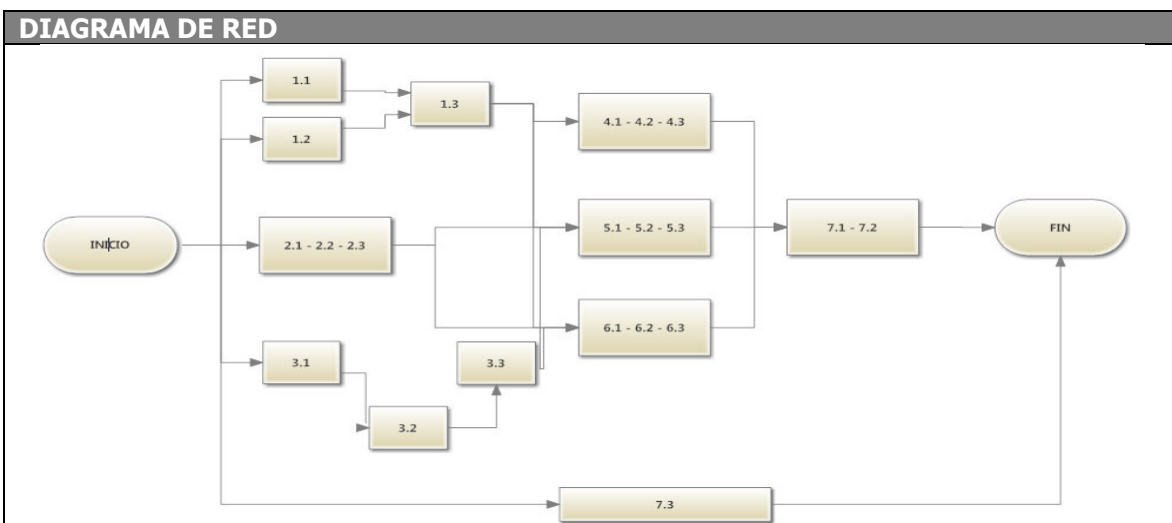 DIAGRAMA DE RED
1.1
1.3
1.2
4.1 - 4.2 - 4.3
INICIO
2.1 - 2.2 - 2.3
5.1 - 5.2 - 5.3
7.1 - 7.2
FIN
6.1 - 6.2 - 6.3
3.1
3.3
3.2
7.3